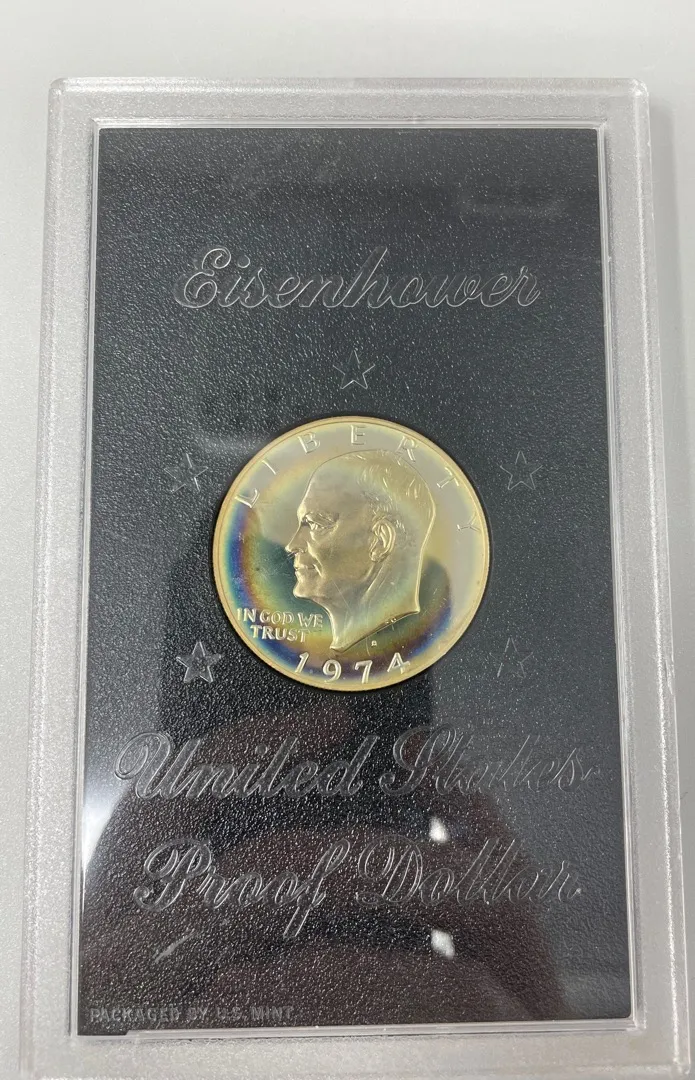 Eisenhower
LIBERTY
IN GOD WE
TRUST
1974
United States
Proof Dollar
PACKAGED BY U.S. MINT